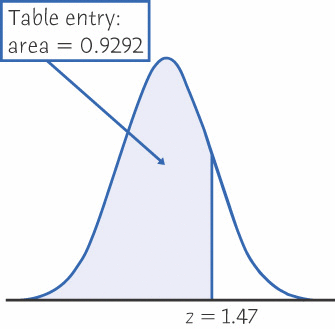 Table entry:
area = 0.9292
z = 1.47